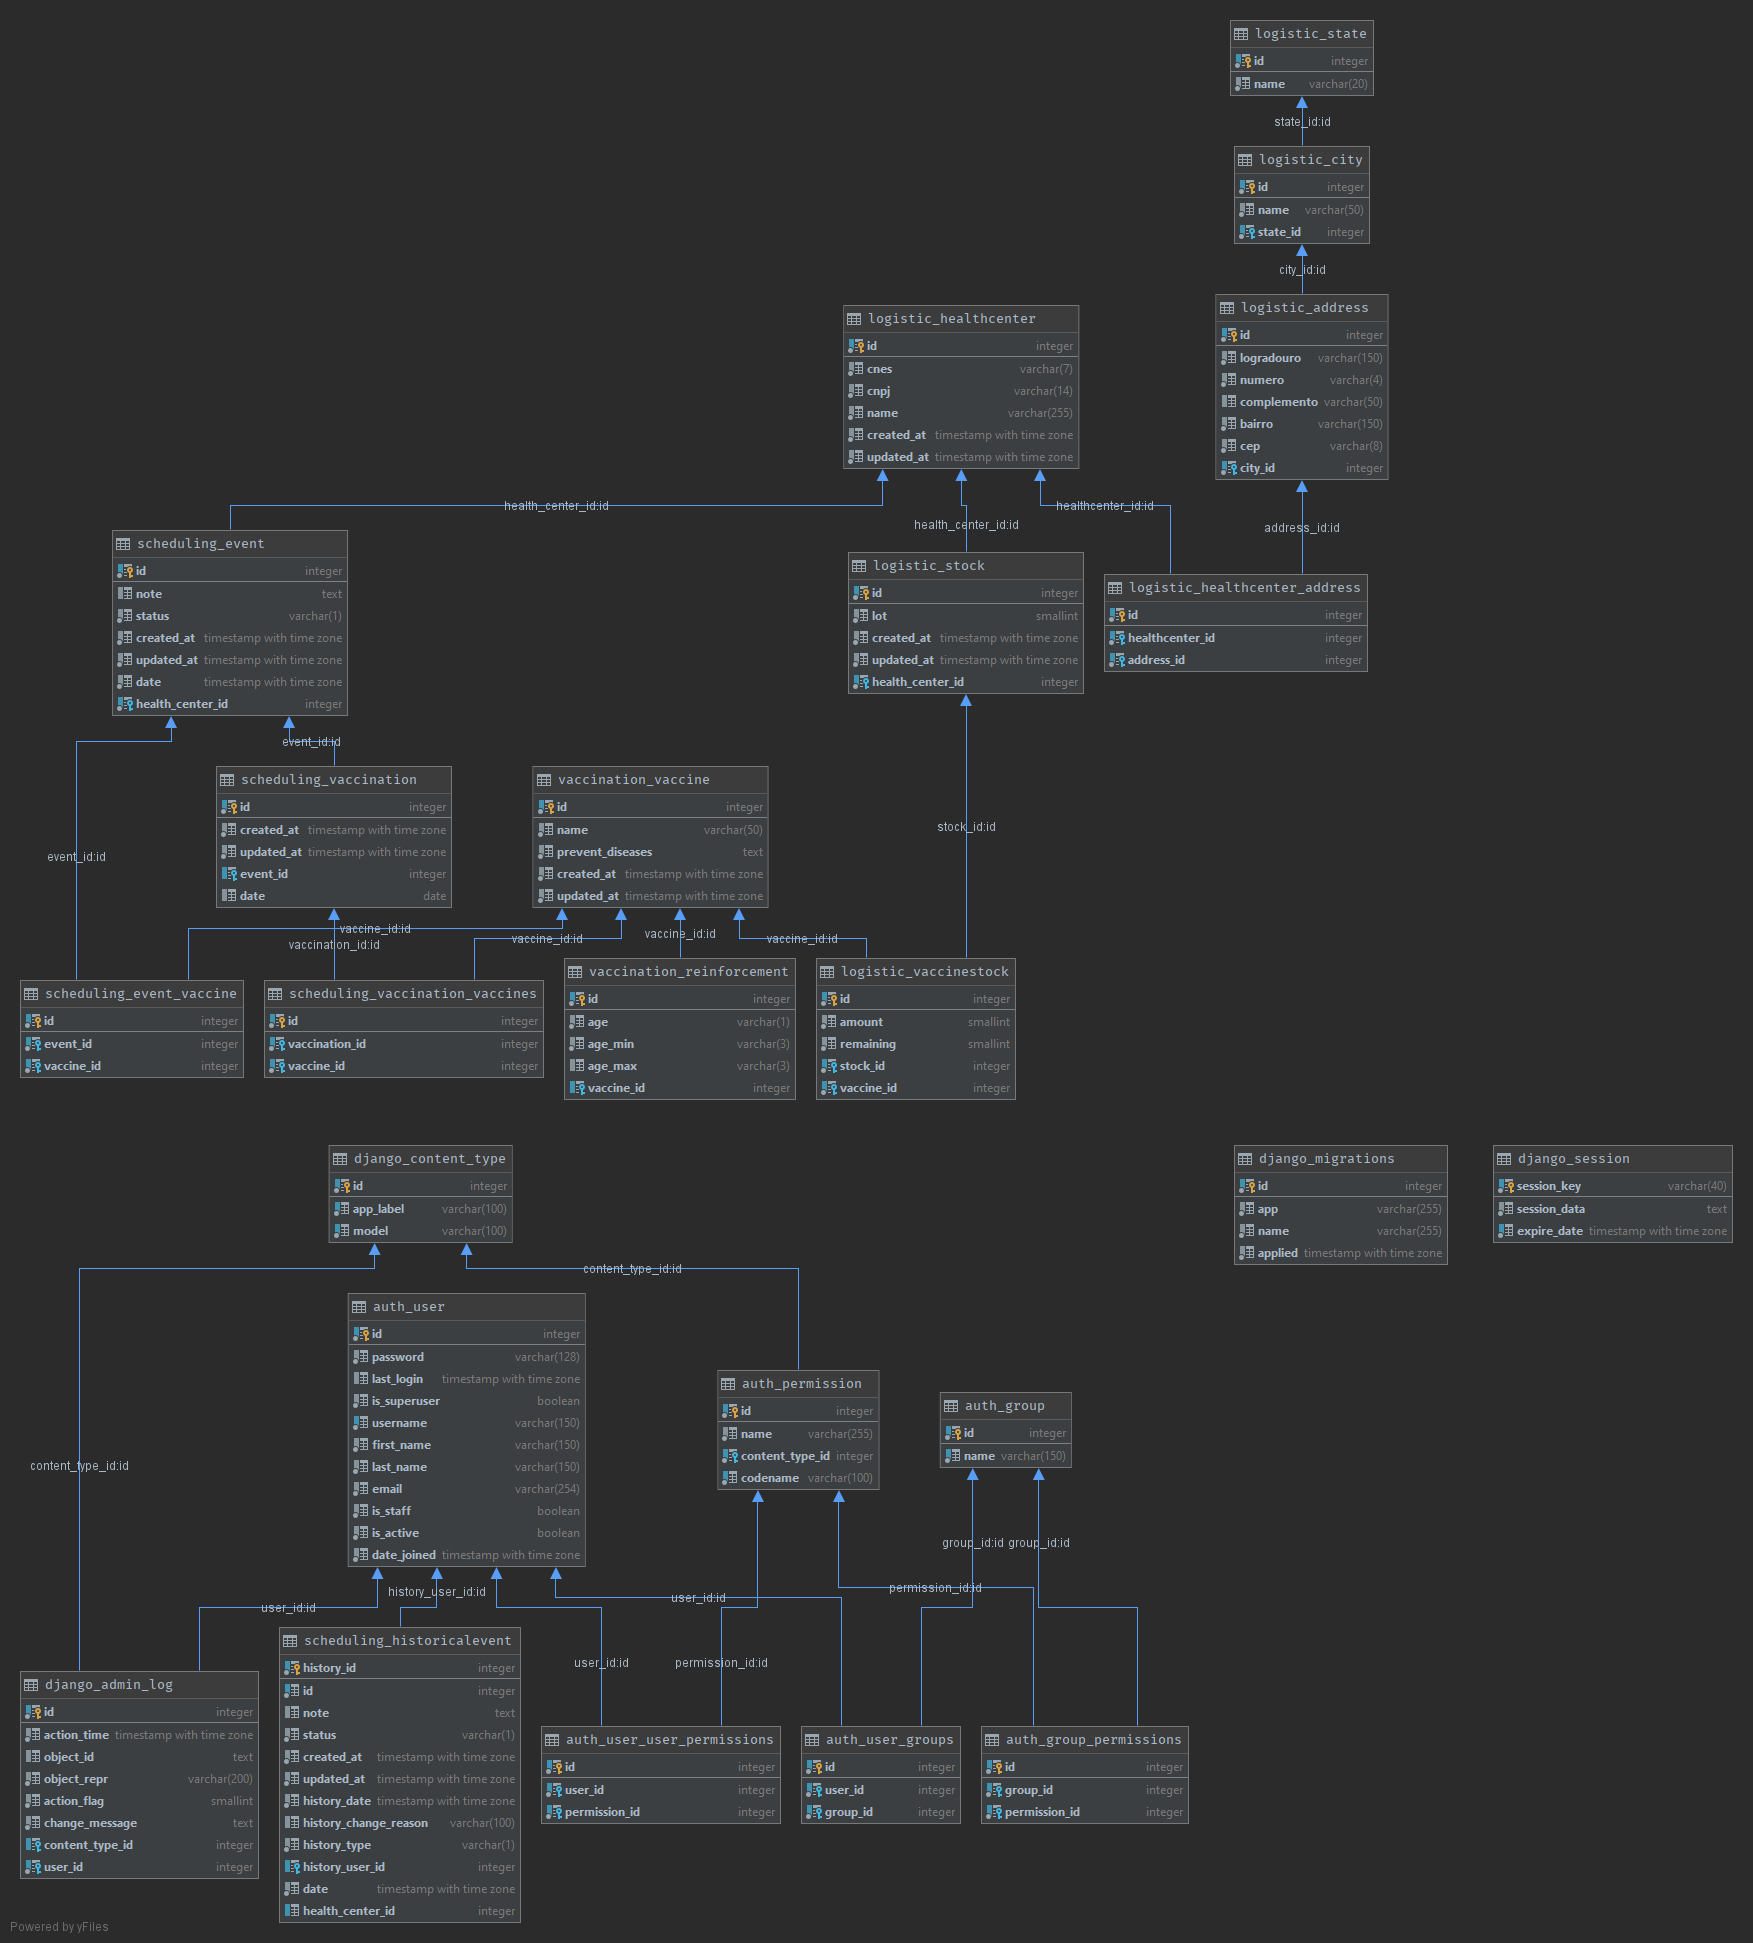 logistic_state
id integer
name varchar(20)
state_id:id
logistic_city
id integer
name varchar(50)
state_id integer
city_id:id
logistic_address
id integer
logradouro varchar(150)
numero varchar(4)
complemento varchar(50)
bairro varchar(150)
cep varchar(8)
city_id integer
logistic_healthcenter
id integer
cnes varchar(7)
cnpj varchar(14)
name varchar(255)
created_at timestamp with time zone
updated_at timestamp with time zone
health_center_id:id
health_center_id:id
healthcenter_id:id
address_id:id
scheduling_event
id integer
note text
status varchar(1)
created_at timestamp with time zone
updated_at timestamp with time zone
date timestamp with time zone
health_center_id integer
logistic_stock
id integer
lot smallint
created_at timestamp with time zone
updated_at timestamp with time zone
health_center_id integer
logistic_healthcenter_address
id integer
healthcenter_id integer
address_id integer
event_id:id
event_id:id
stock_id:id
scheduling_vaccination
id integer
created_at timestamp with time zone
updated_at timestamp with time zone
event_id integer
date date
vaccination_vaccine
id integer
name varchar(50)
prevent_diseases text
created_at timestamp with time zone
updated_at timestamp with time zone
vaccine_id:id
vaccination_id:id
vaccine_id:id
vaccine_id:id
vaccine_id:id
scheduling_event_vaccine
id integer
event_id integer
vaccine_id integer
scheduling_vaccination_vaccines
id integer
vaccination_id integer
vaccine_id integer
vaccination_reinforcement
id integer
age varchar(1)
age_min varchar(3)
age_max varchar(3)
vaccine_id integer
logistic_vaccinestock
id integer
amount smallint
remaining smallint
stock_id integer
vaccine_id integer
django_content_type
id integer
app_label varchar(100)
model varchar(100)
django_migrations
id integer
app varchar(255)
name varchar(255)
applied timestamp with time zone
django_session
session_key varchar(40)
session_data text
expire_date timestamp with time zone
content_type_id:id
content_type_id:id
auth_user
id integer
password varchar(128)
last_login timestamp with time zone
is_superuser boolean
username varchar(150)
first_name varchar(150)
last_name varchar(150)
email varchar(254)
is_staff boolean
is_active boolean
date_joined timestamp with time zone
auth_permission
id integer
name varchar(255)
content_type_id integer
codename varchar(100)
auth_group
id integer
name varchar(150)
group_id:id group_id:id
history_user_id:id
user_id:id
user_id:id
permission_id:id
user_id:id
permission_id:id
django_admin_log
id integer
action_time timestamp with time zone
object_id text
object_repr varchar(200)
action_flag smallint
change_message text
content_type_id integer
user_id integer
scheduling_historicalevent
history_id integer
id integer
note text
status varchar(1)
created_at timestamp with time zone
updated_at timestamp with time zone
history_date timestamp with time zone
history_change_reason varchar(100)
history_type varchar(1)
history_user_id integer
date timestamp with time zone
health_center_id integer
auth_user_user_permissions
id integer
user_id integer
permission_id integer
auth_user_groups
id integer
user_id integer
group_id integer
auth_group_permissions
id integer
group_id integer
permission_id integer
Powered by yFiles